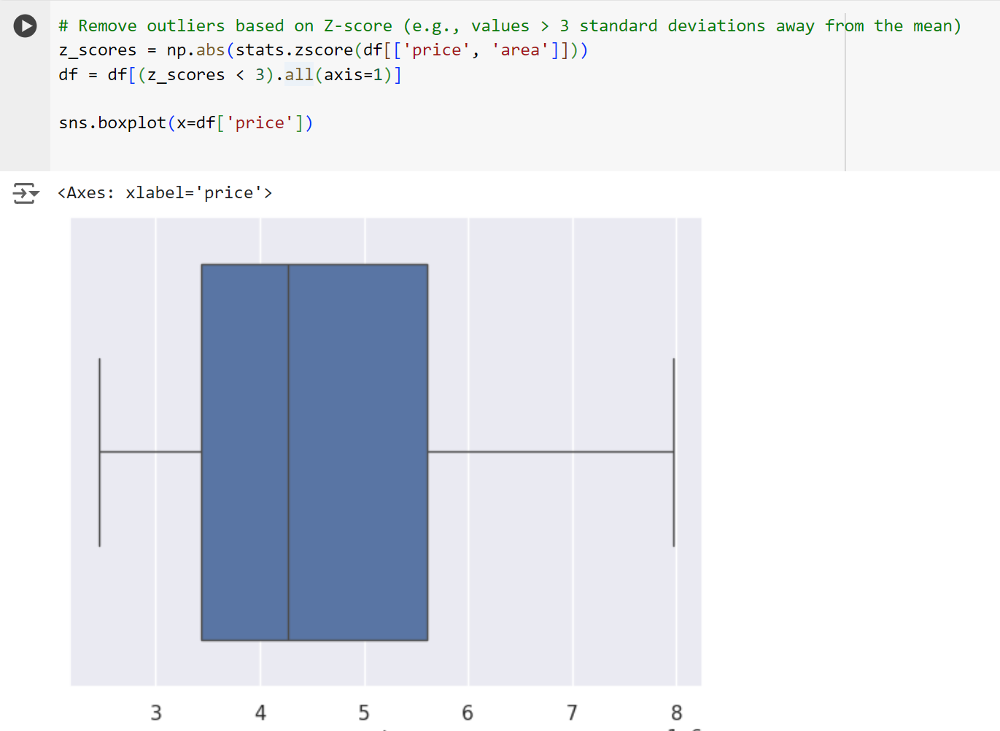 # Remove outliers based on Z-score (e.g., values > 3 standard deviations away from the mean)
z_scores = np.abs(stats.zscore(df[['price', 'area']]))
df = df[(z_scores < 3).all(axis=1)]
sns.boxplot(x=df['price'])
<Axes: xlabel='price'>
3 4 5 6 7 8